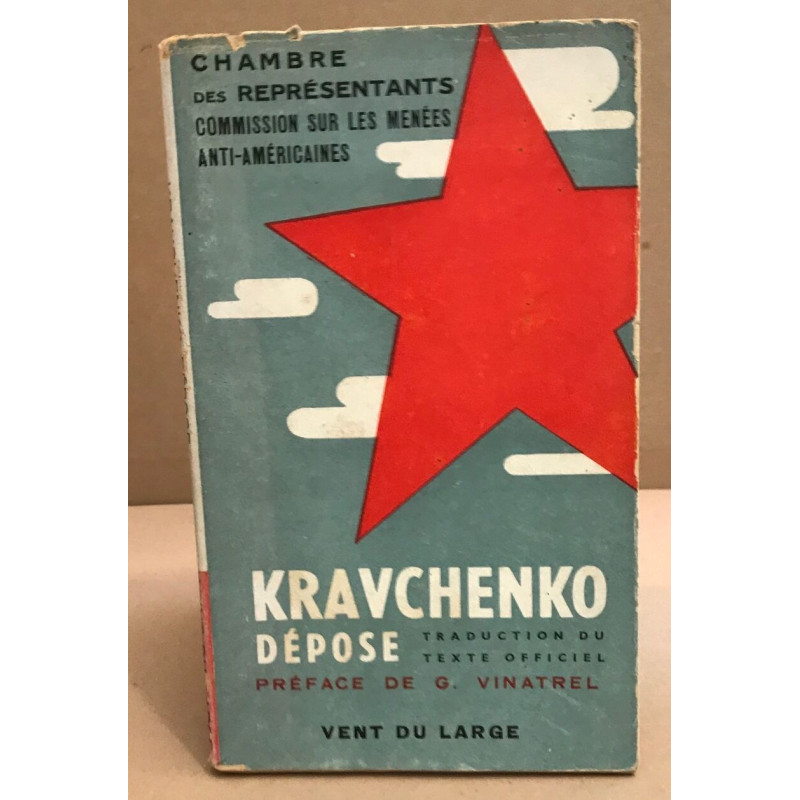 CHAMBRE
DES REPRÉSENTANTS
COMMISSION SUR LES MENÉES
ANTI-AMÉRICAINES
KRAVCHENKO
DÉPOSE TRADUCTION DU
TEXTE OFFICIEL
PRÉFACE DE G. VINATREL
VENT DU LARGE